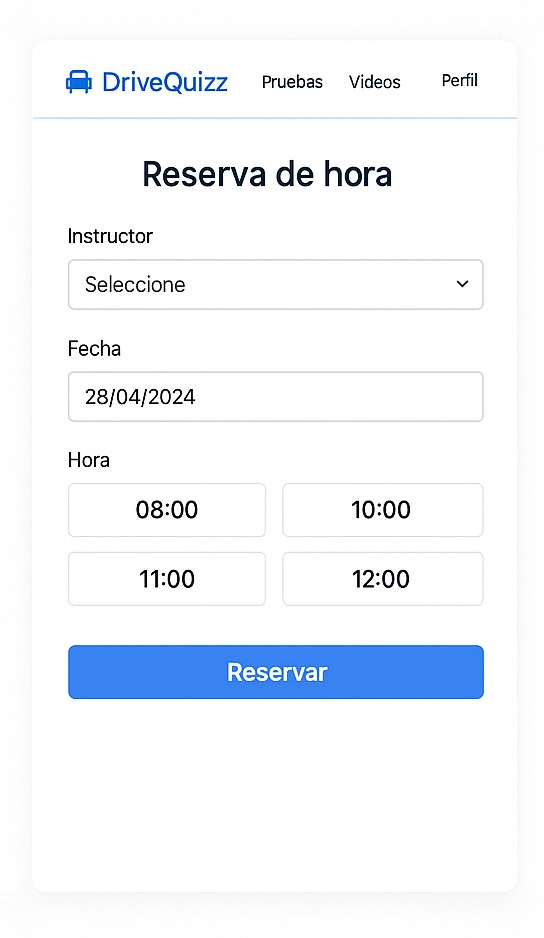 DriveQuizz Pruebas Videos Perfil
Reserva de hora
Instructor
Seleccione
Fecha
28/04/2024
Hora
08:00 10:00
11:00 12:00
Reservar